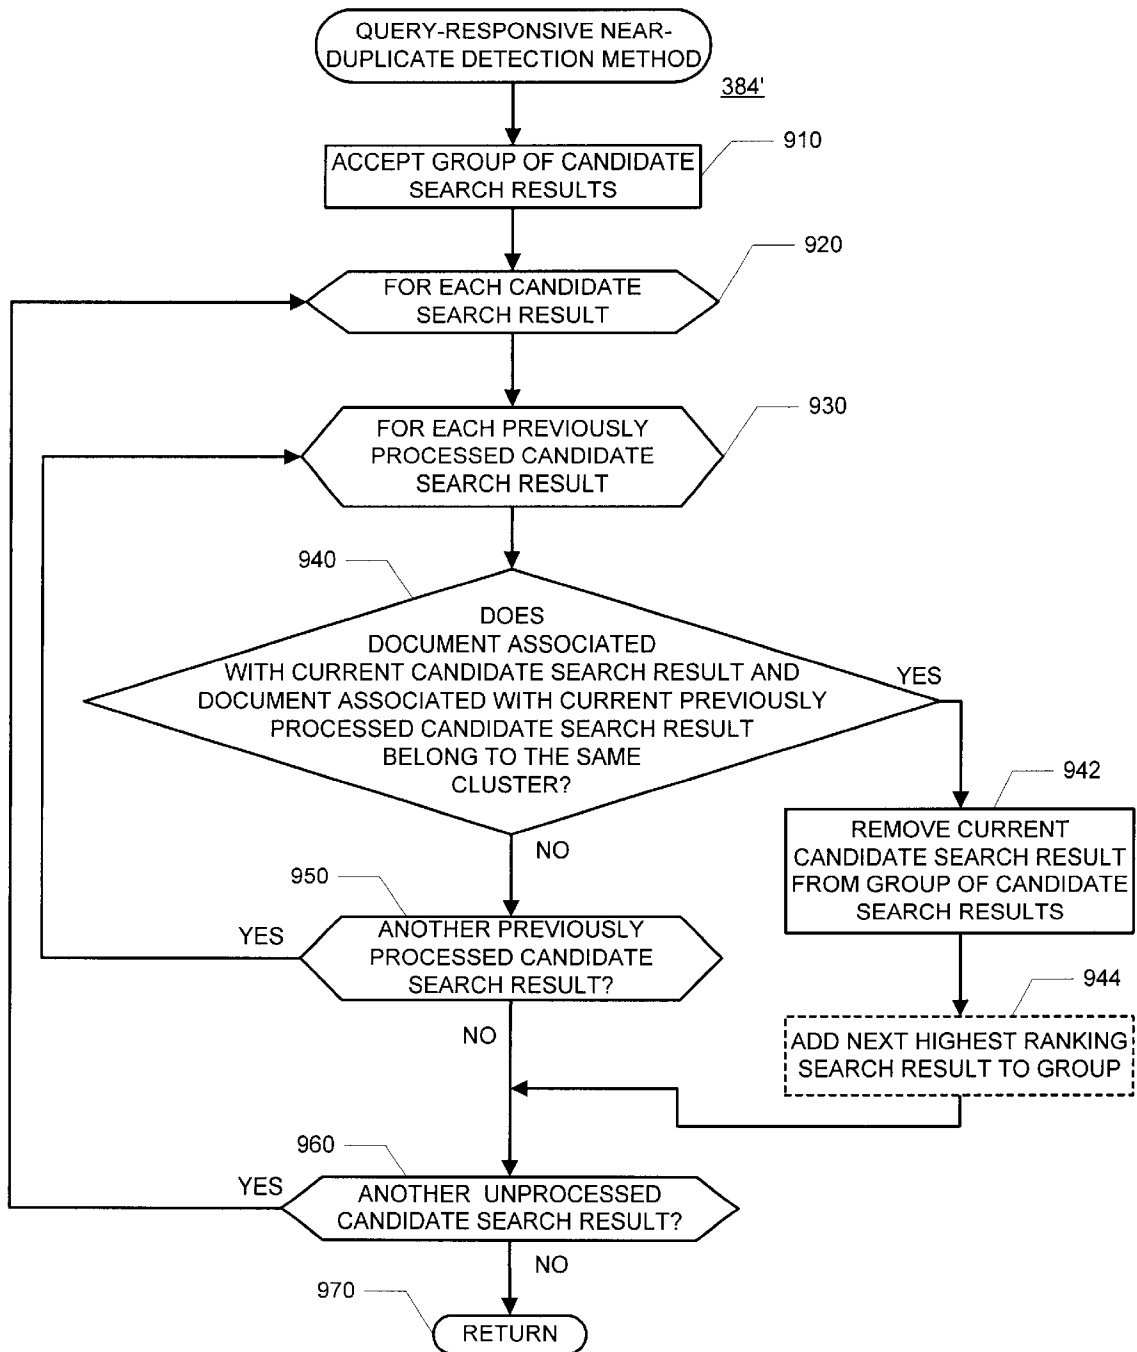 QUERY-RESPONSIVE NEAR-
DUPLICATE DETECTION METHOD
384'
910
ACCEPT GROUP OF CANDIDATE
SEARCH RESULTS
920
FOR EACH CANDIDATE
SEARCH RESULT
930
FOR EACH PREVIOUSLY
PROCESSED CANDIDATE
SEARCH RESULT
940
DOES
DOCUMENT ASSOCIATED
WITH CURRENT CANDIDATE SEARCH RESULT AND
DOCUMENT ASSOCIATED WITH CURRENT PREVIOUSLY
PROCESSED CANDIDATE SEARCH RESULT
BELONG TO THE SAME
CLUSTER?
YES
942
REMOVE CURRENT
CANDIDATE SEARCH RESULT
FROM GROUP OF CANDIDATE
SEARCH RESULTS
NO
950
YES
ANOTHER PREVIOUSLY
PROCESSED CANDIDATE
SEARCH RESULT?
944
ADD NEXT HIGHEST RANKING
SEARCH RESULT TO GROUP
NO
960
YES
ANOTHER UNPROCESSED
CANDIDATE SEARCH RESULT?
NO
970
RETURN